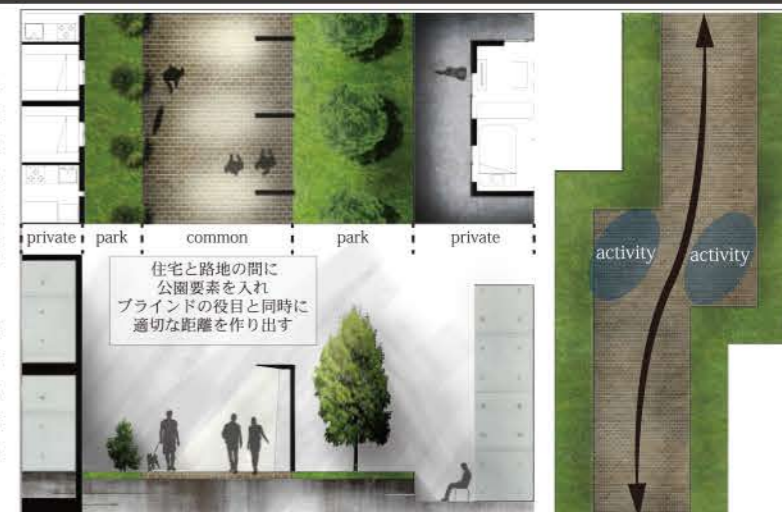 private park common park private
住宅と路地の間に
公園要素を入れ
ブラインドの役目と同時に
適切な距離を作り出す
activity activity